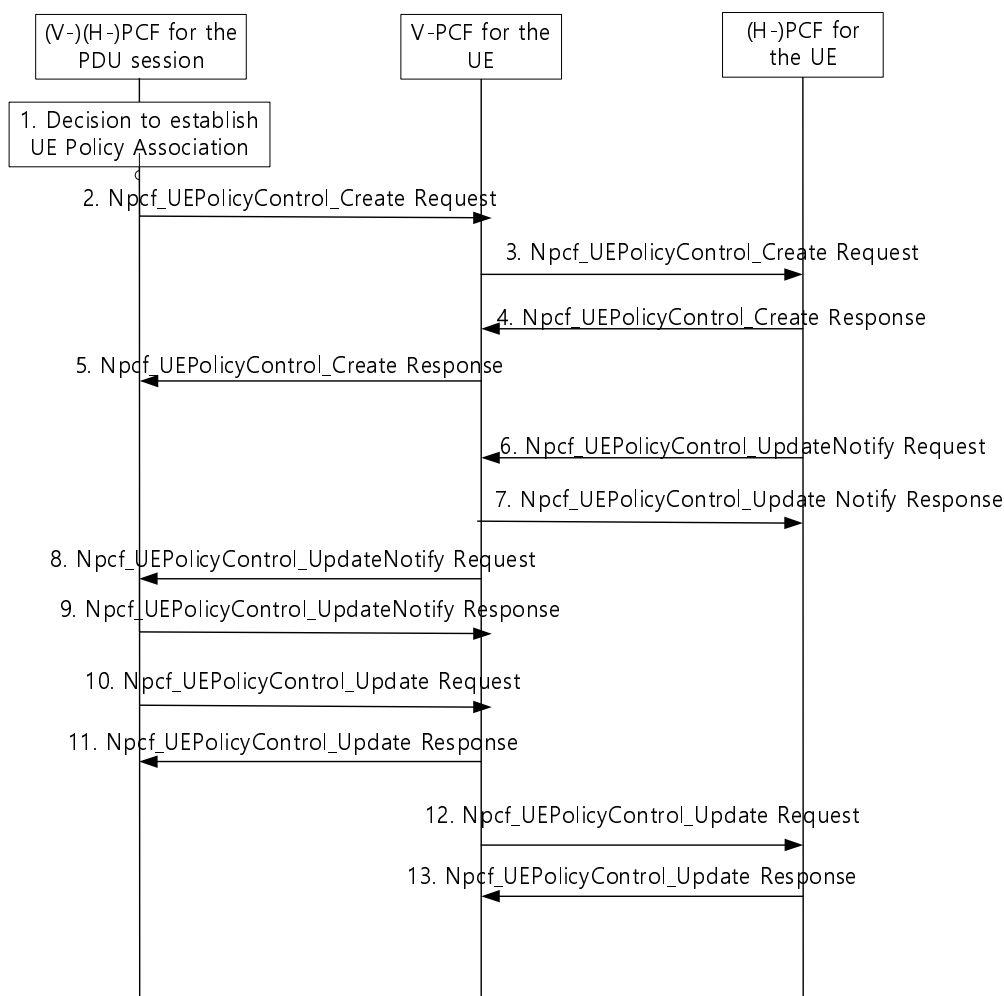 (V-)(H-)PCF for the
PDU session
V-PCF for the
UE
(H-)PCF for
the UE
1. Decision to establish
UE Policy Association
2. Npcf_UEPolicyControl_Create Request
3. Npcf_UEPolicyControl_Create Request
4. Npcf_UEPolicyControl_Create Response
5. Npcf_UEPolicyControl_Create Response
6. Npcf_UEPolicyControl_UpdateNotify Request
7. Npcf_UEPolicyControl_Update Notify Response
8. Npcf_UEPolicyControl_UpdateNotify Request
9. Npcf_UEPolicyControl_UpdateNotify Response
10. Npcf_UEPolicyControl_Update Request
11. Npcf_UEPolicyControl_Update Response
12. Npcf_UEPolicyControl_Update Request
13. Npcf_UEPolicyControl_Update Response